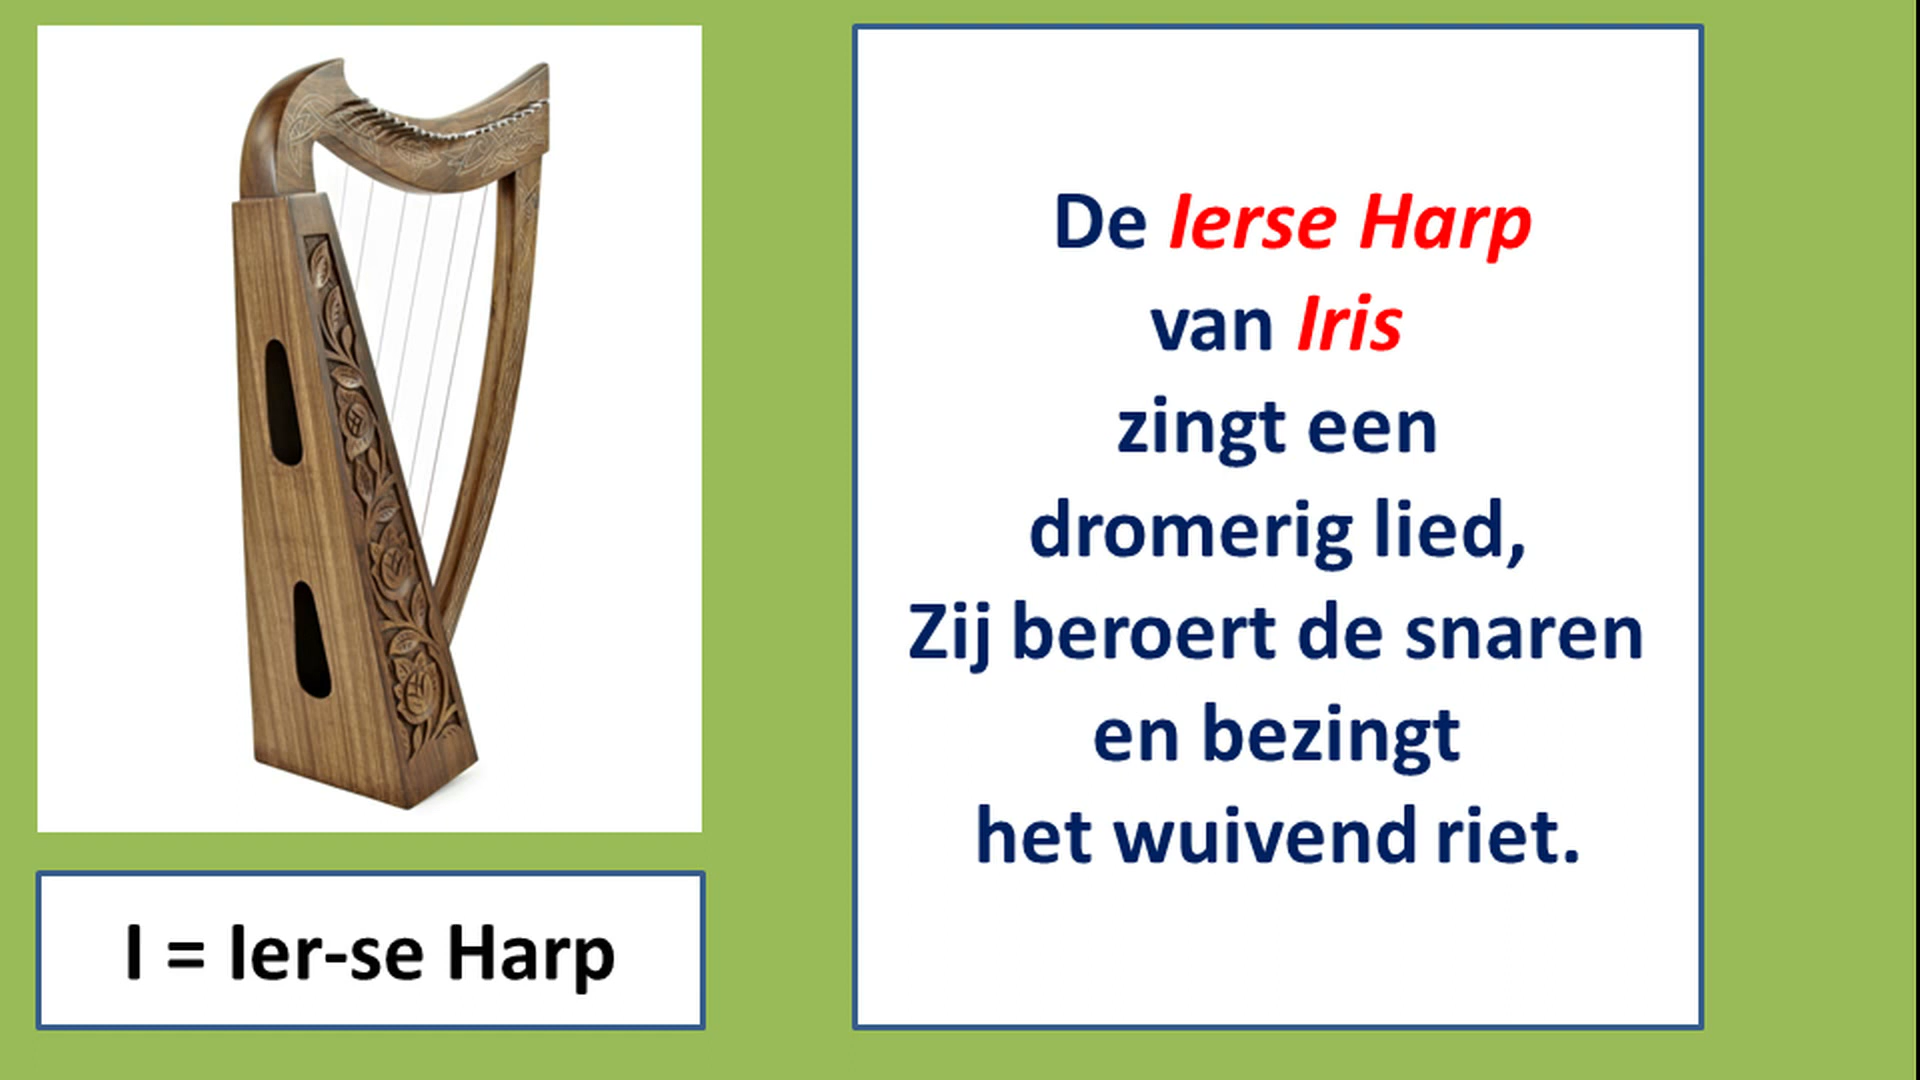 De Ierse Harp
van Iris
zingt een
dromerig lied,
Zij beroert de snaren
en bezingt
het wuivend riet.
I = Ier-se Harp